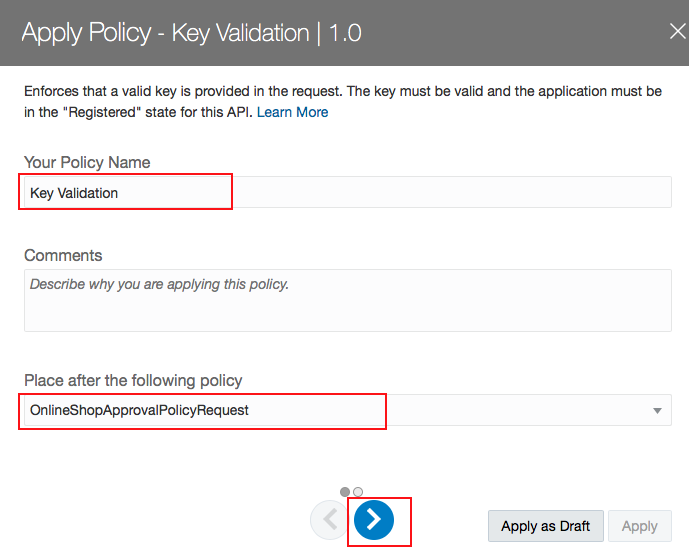 Apply Policy - Key Validation | 1.0
Enforces that a valid key is provided in the request. The key must be valid and the application must be
in the "Registered" state for this API. Learn More
Your Policy Name
Key Validation
Comments
Describe why you are applying this policy.
Place after the following policy
OnlineShopApprovalPolicyRequest
Apply as Draft
Apply